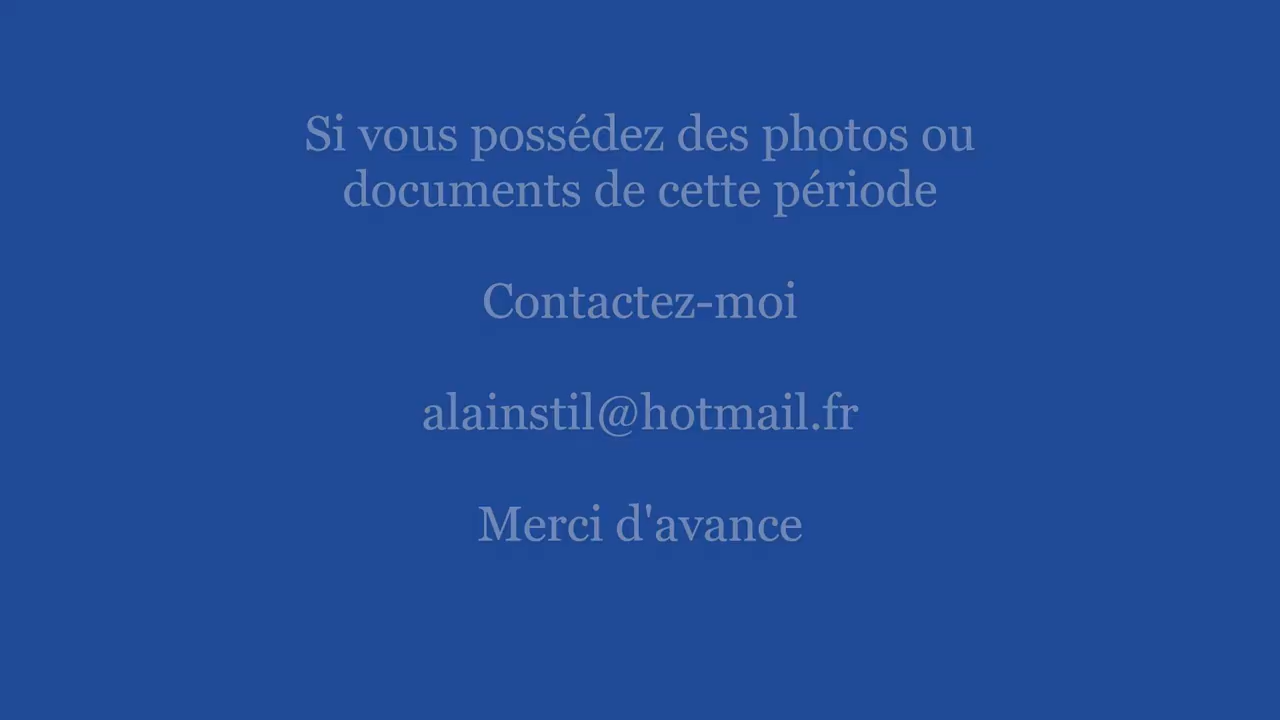 Si vous possédez des photos ou
documents de cette période
Contactez-moi
alainstil@hotmail.fr
Merci d'avance